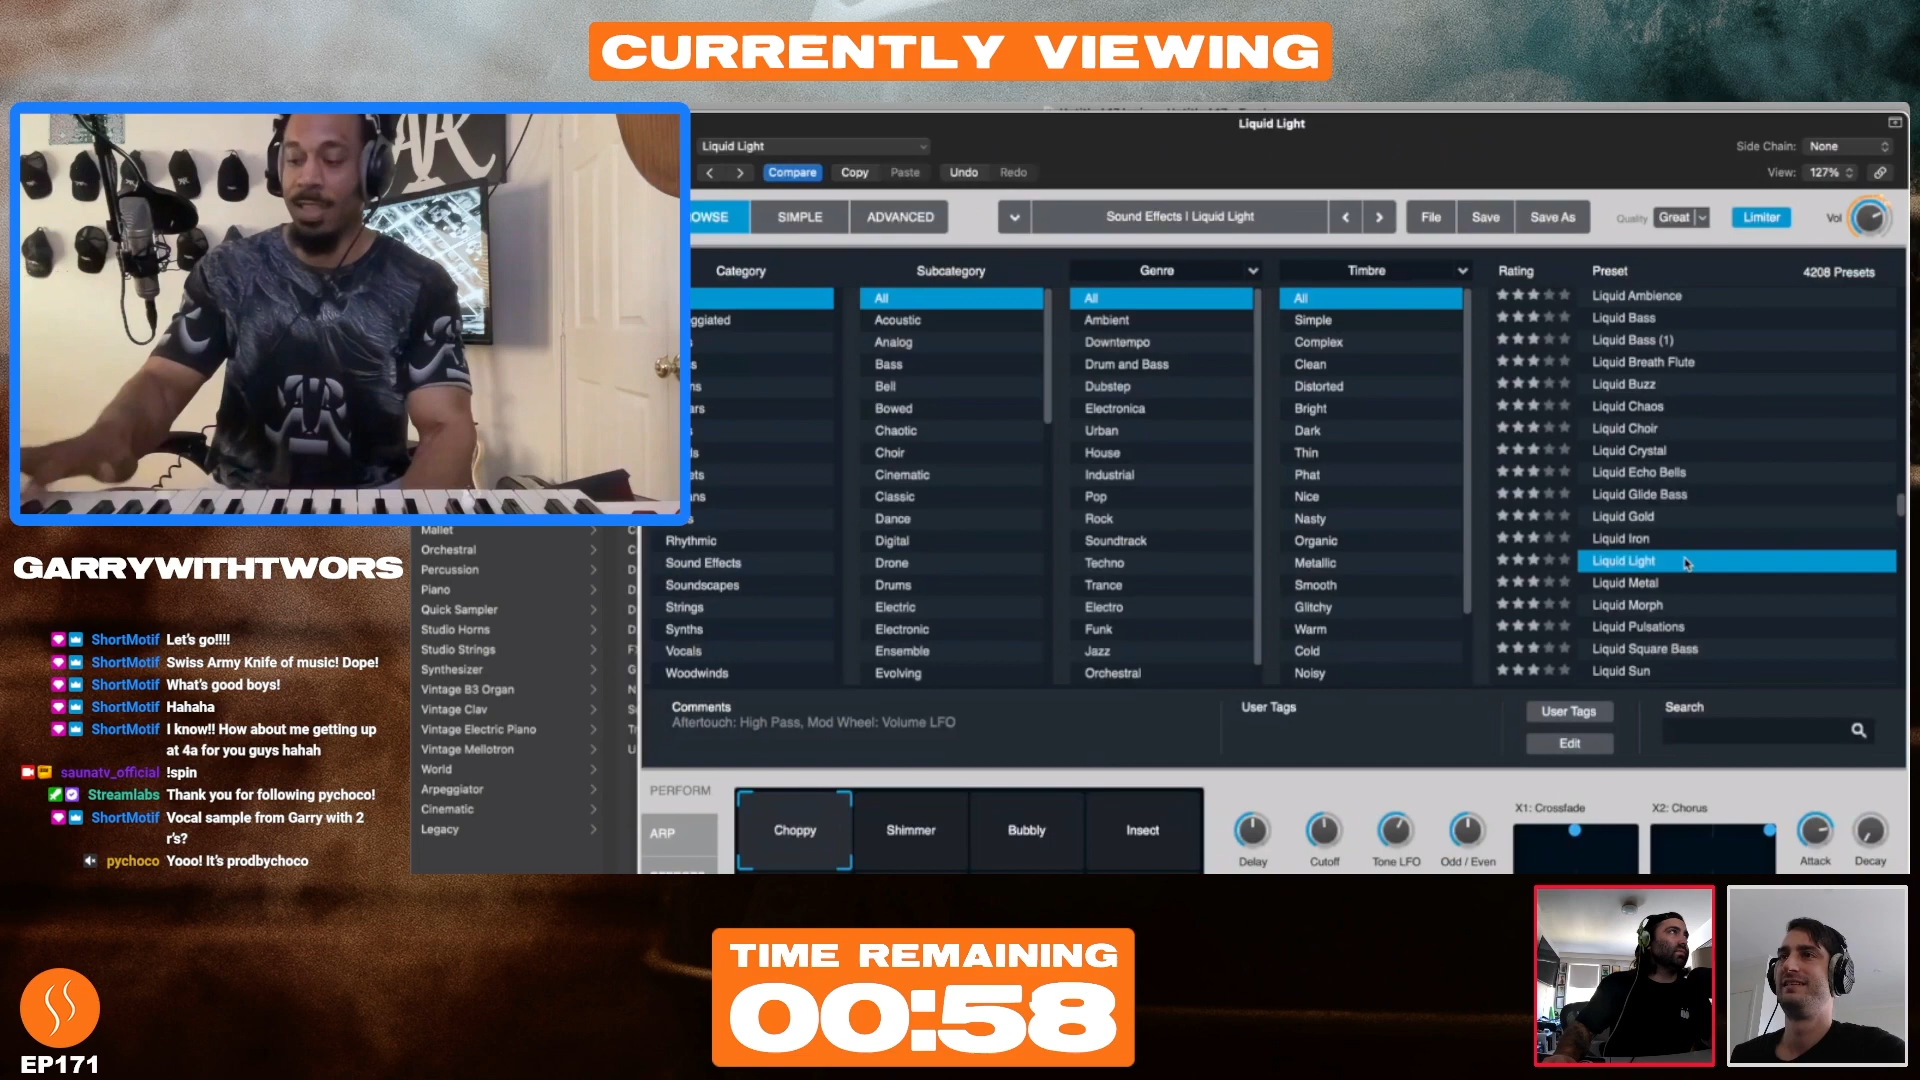 CURRENTLY VIEWING
Liquid Light
Liquid Light
Side Chain: None
Compare Copy Paste Undo Redo
View: 127%
OWSE SIMPLE ADVANCED
Sound Effects | Liquid Light
File Save Save As
Quality Great Limiter Vol
Category Subcategory Genre Timbre Rating Preset 4208 Presets
All All All
ggiated Acoustic Ambient Simple
Analog Downtempo Complex
Bass Drum and Bass Clean
Bell Dubstep Distorted
Bowed Electronica Bright
Chaotic Urban Dark
Choir House Thin
Cinematic Industrial Phat
Classic Pop Nice
Dance Rock Nasty
Rhythmic Digital Soundtrack Organic
Sound Effects Drone Techno Metallic
Soundscapes Drums Trance Smooth
Strings Electric Electro Glitchy
Synths Electronic Funk Warm
Vocals Ensemble Jazz Cold
Woodwinds Evolving Orchestral Noisy
Liquid Ambience
Liquid Bass
Liquid Bass (1)
Liquid Breath Flute
Liquid Buzz
Liquid Chaos
Liquid Choir
Liquid Crystal
Liquid Echo Bells
Liquid Glide Bass
Liquid Gold
Liquid Iron
Liquid Light
Liquid Metal
Liquid Morph
Liquid Pulsations
Liquid Square Bass
Liquid Sun
Comments
Aftertouch: High Pass, Mod Wheel: Volume LFO
User Tags
User Tags
Edit
Search
PERFORM
ARP
Choppy Shimmer Bubbly Insect
Delay Cutoff Tone LFO Odd / Even
X1: Crossfade X2: Chorus
Attack Decay
Mallet
Orchestral
Percussion
Piano
Quick Sampler
Studio Horns
Studio Strings
Synthesizer
Vintage B3 Organ
Vintage Clav
Vintage Electric Piano
Vintage Mellotron
World
Arpeggiator
Cinematic
Legacy
GARRYWITHTWORS
ShortMotif Let's go!!!!
ShortMotif Swiss Army Knife of music! Dope!
ShortMotif What's good boys!
ShortMotif Hahaha
ShortMotif I know!! How about me getting up
at 4a for you guys hahah
saunatv_official !spin
Streamlabs Thank you for following pychoco!
ShortMotif Vocal sample from Garry with 2
r's?
pychoco Yooo! It's prodbychoco
TIME REMAINING
00:58
EP171